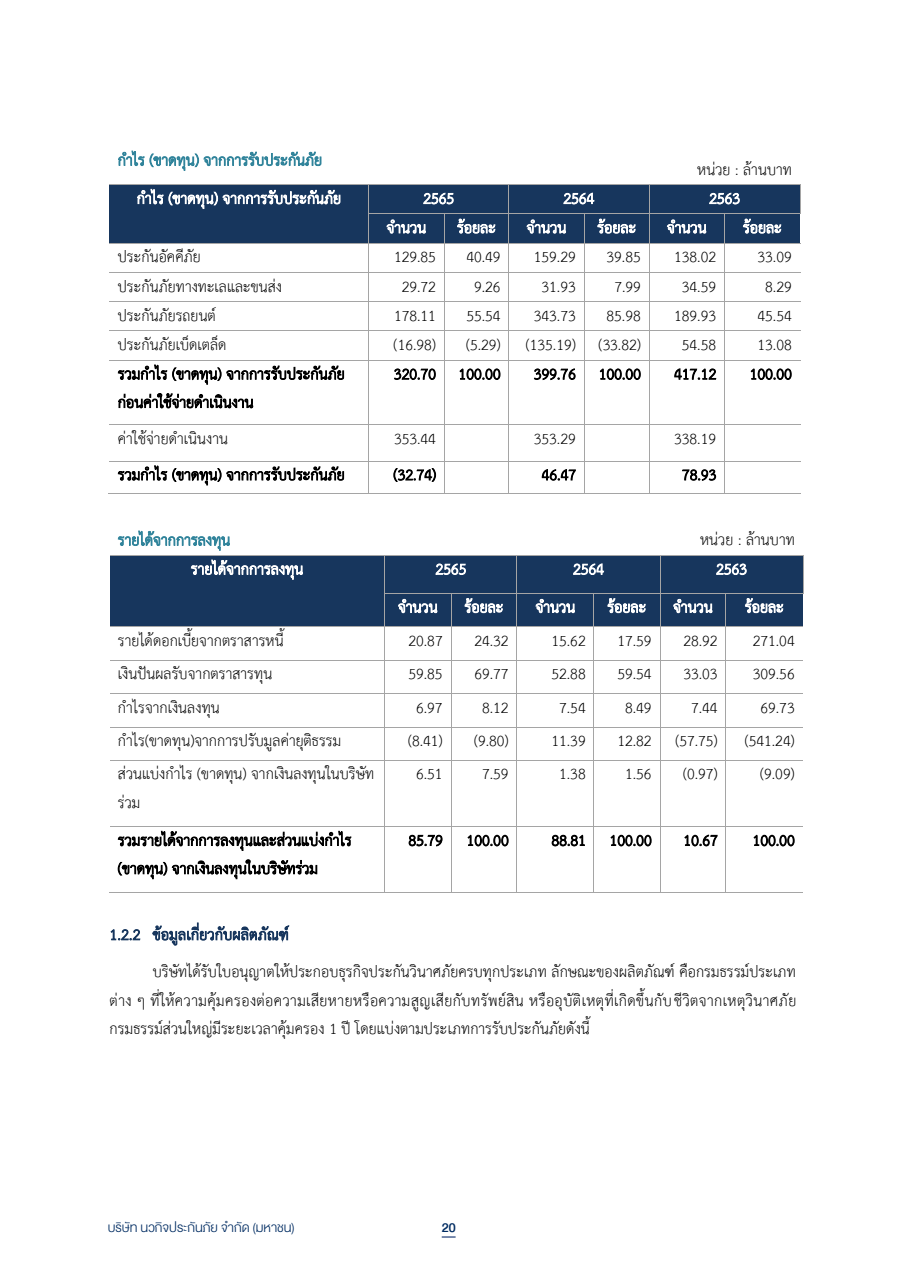 กำไร (ขาดทุน) จากการรับประกันภัย
หน่วย : ล้านบาท
กำไร (ขาดทุน) จากการรับประกันภัย 2565 2564 2563
จำนวน ร้อยละ จำนวน ร้อยละ จำนวน ร้อยละ
ประกันอัคคีภัย 129.85 40.49 159.29 39.85 138.02 33.09
ประกันภัยทางทะเลและขนส่ง 29.72 9.26 31.93 7.99 34.59 8.29
ประกันภัยรถยนต์ 178.11 55.54 343.73 85.98 189.93 45.54
ประกันภัยเบ็ดเตล็ด (16.98) (5.29) (135.19) (33.82) 54.58 13.08
รวมกำไร (ขาดทุน) จากการรับประกันภัย 320.70 100.00 399.76 100.00 417.12 100.00
ก่อนค่าใช้จ่ายดำเนินงาน
ค่าใช้จ่ายดำเนินงาน 353.44 353.29 338.19
รวมกำไร (ขาดทุน) จากการรับประกันภัย (32.74) 46.47 78.93
รายได้จากการลงทุน หน่วย : ล้านบาท
รายได้จากการลงทุน 2565 2564 2563
จำนวน ร้อยละ จำนวน ร้อยละ จำนวน ร้อยละ
รายได้ดอกเบี้ยจากตราสารหนี้ 20.87 24.32 15.62 17.59 28.92 271.04
เงินปันผลรับจากตราสารทุน 59.85 69.77 52.88 59.54 33.03 309.56
กำไรจากเงินลงทุน 6.97 8.12 7.54 8.49 7.44 69.73
กำไร(ขาดทุน)จากการปรับมูลค่ายุติธรรม (8.41) (9.80) 11.39 12.82 (57.75) (541.24)
ส่วนแบ่งกำไร (ขาดทุน) จากเงินลงทุนในบริษัท 6.51 7.59 1.38 1.56 (0.97) (9.09)
ร่วม
รวมรายได้จากการลงทุนและส่วนแบ่งกำไร 85.79 100.00 88.81 100.00 10.67 100.00
(ขาดทุน) จากเงินลงทุนในบริษัทร่วม
1.2.2 ข้อมูลเกี่ยวกับผลิตภัณฑ์
บริษัทได้รับใบอนุญาตให้ประกอบธุรกิจประกันวินาศภัยครบทุกประเภท ลักษณะของผลิตภัณฑ์ คือกรมธรรม์ประเภท
ต่าง ๆ ที่ให้ความคุ้มครองต่อความเสียหายหรือความสูญเสียกับทรัพย์สิน หรืออุบัติเหตุที่เกิดขึ้นกับชีวิตจากเหตุวินาศภัย
กรมธรรม์ส่วนใหญ่มีระยะเวลาคุ้มครอง 1 ปี โดยแบ่งตามประเภทการรับประกันภัยดังนี้
บริษัท นวกิจประกันภัย จำกัด (มหาชน) 20